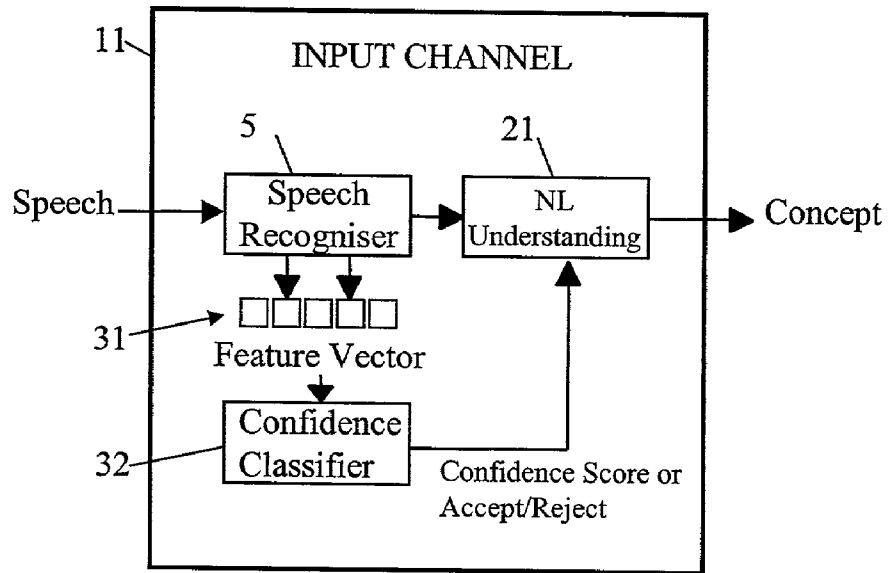 11
INPUT CHANNEL
5
21
Speech
Speech
Recogniser
NL
Understanding
Concept
31
Feature Vector
32
Confidence
Classifier
Confidence Score or
Accept/Reject